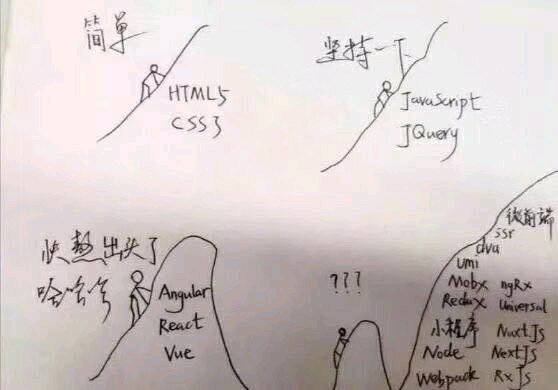 简单
HTML5
CSS3
坚持一下
JavaScript
JQuery
快熬出头了
哈哈哈
Angular
React
Vue
???
微前端
ssr
dva
umi
Mobx ngRx
Redux Universal
小程序 NuxtJs
Node NextJs
Webpack RxJs